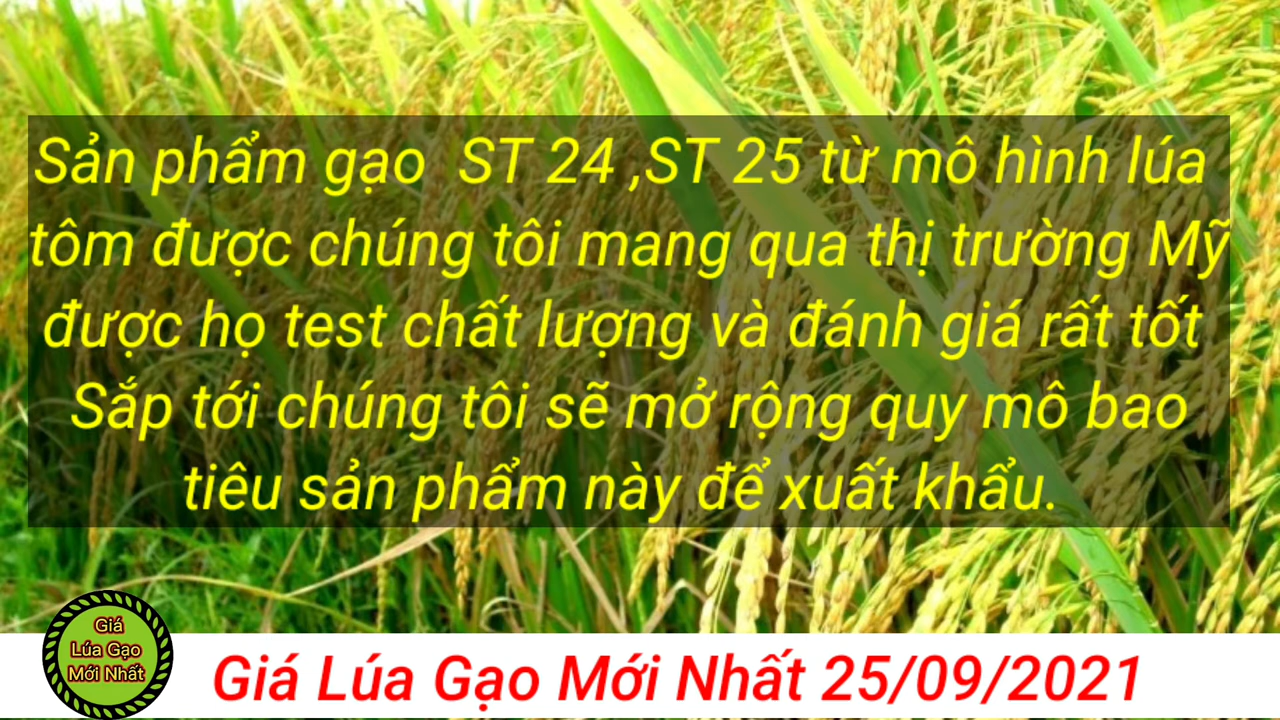 Sản phẩm gạo  ST 24 ,ST 25 từ mô hình lúa
tôm được chúng tôi mang qua thị trường Mỹ
được họ test chất lượng và đánh giá rất tốt
Sắp tới chúng tôi sẽ mở rộng quy mô bao
tiêu sản phẩm này để xuất khẩu.
Giá
Lúa Gạo
Mới Nhất
Giá Lúa Gạo Mới Nhất 25/09/2021